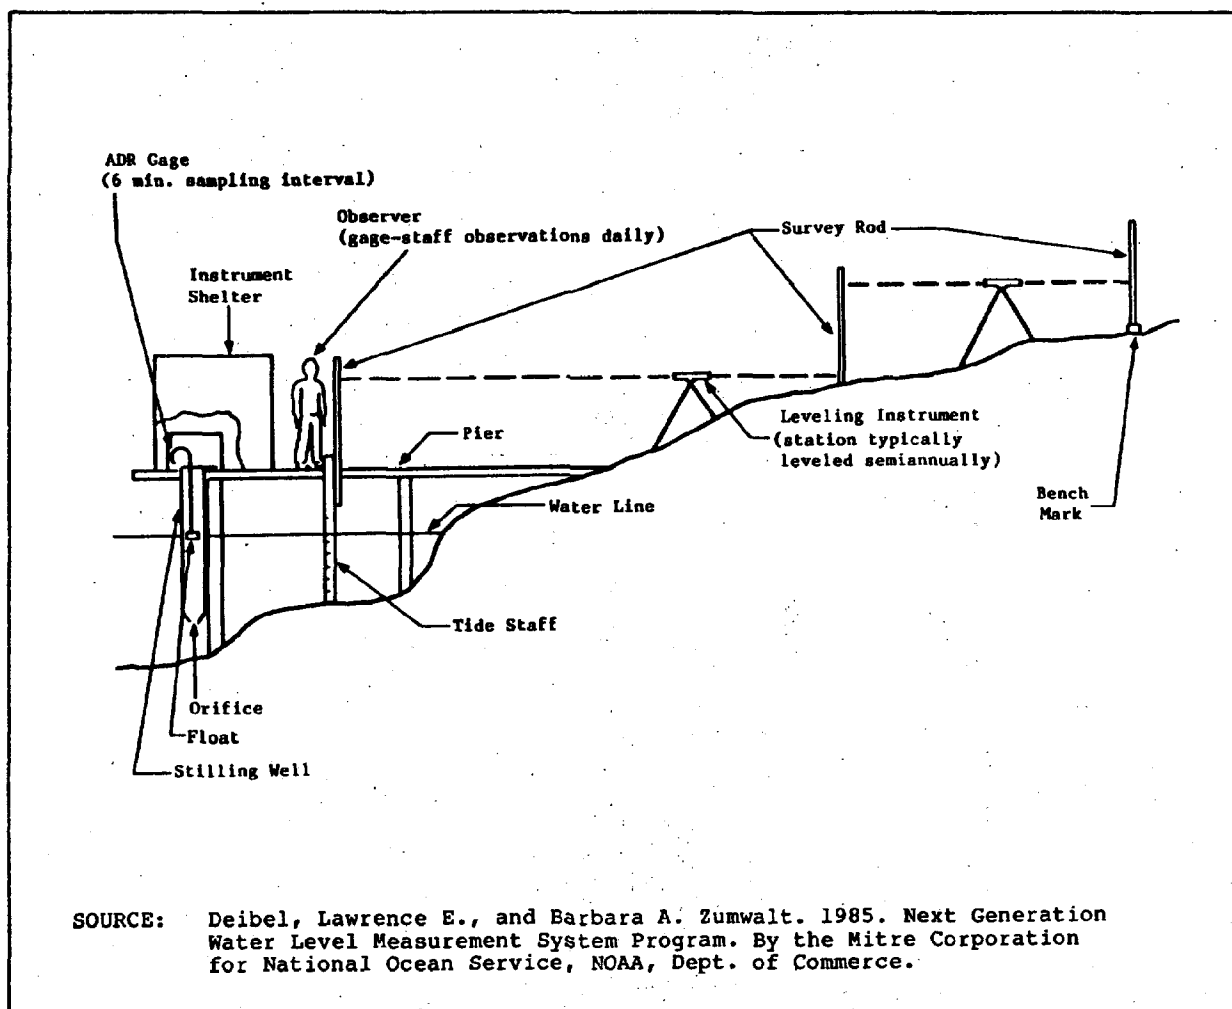 ADR Gage
(6 min. sampling interval)
Observer
(gage-staff observations daily)
Survey Rod
Instrument
Shelter
Pier
Leveling Instrument
(station typically
leveled semiannually)
Bench
Mark
Water Line
Tide Staff
Orifice
Float
Stilling Well
SOURCE: Deibel, Lawrence E., and Barbara A. Zumwalt. 1985. Next Generation
Water Level Measurement System Program. By the Mitre Corporation
for National Ocean Service, NOAA, Dept. of Commerce.